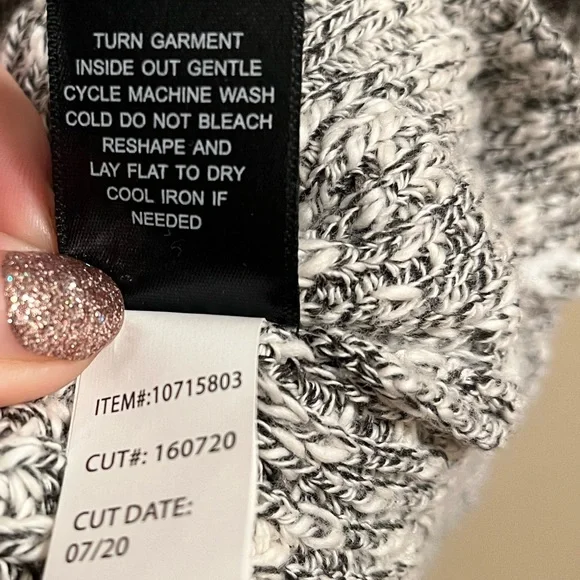 TURN GARMENT
INSIDE OUT GENTLE
CYCLE MACHINE WASH
COLD DO NOT BLEACH
RESHAPE AND
LAY FLAT TO DRY
COOL IRON IF
NEEDED
ITEM#:10715803
CUT#: 160720
CUT DATE:
07/20